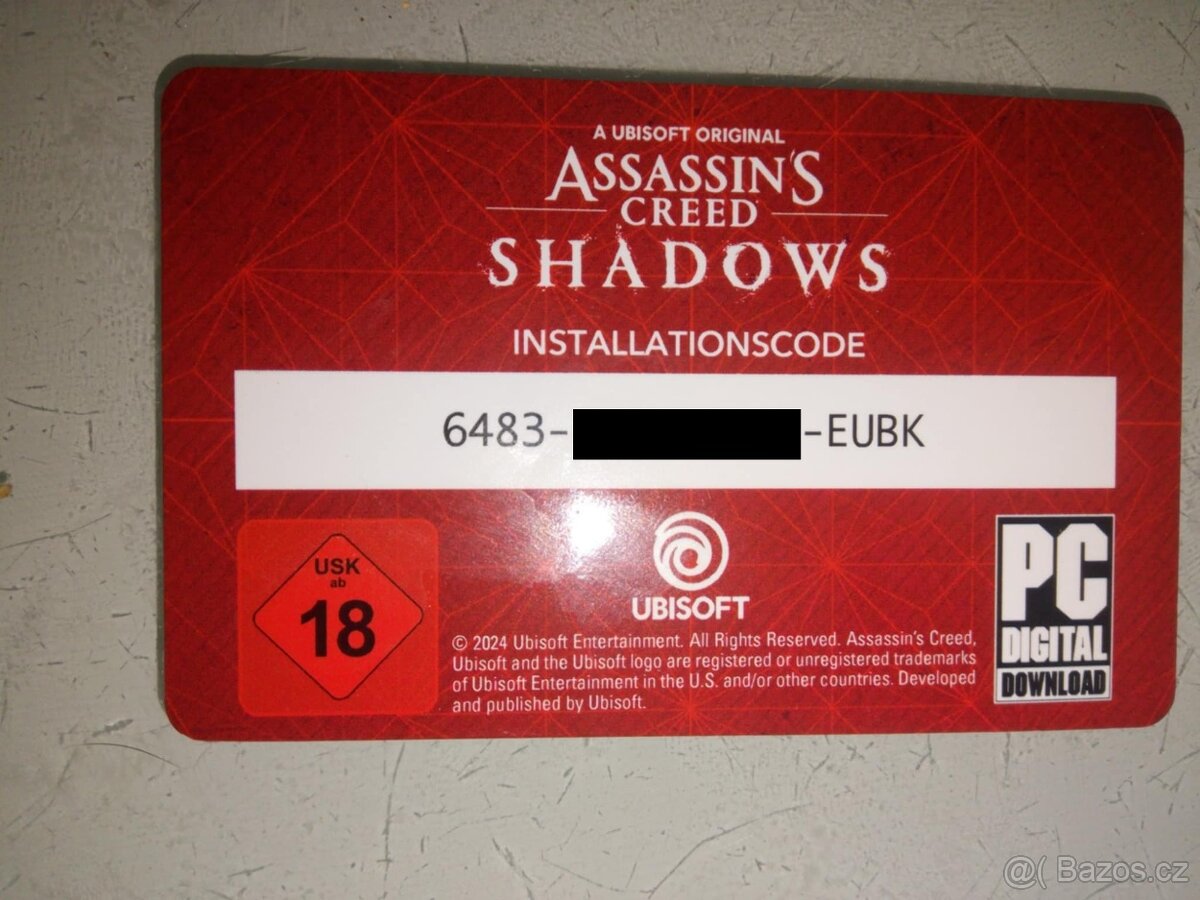 A UBISOFT ORIGINAL
ASSASSIN'S
CREED
SHADOWS
INSTALLATIONSCODE
6483- -EUBK
USK
ab
18
UBISOFT
© 2024 Ubisoft Entertainment. All Rights Reserved. Assassin's Creed,
Ubisoft and the Ubisoft logo are registered or unregistered trademarks
of Ubisoft Entertainment in the U.S. and/or other countries. Developed
and published by Ubisoft.
PC
DIGITAL
DOWNLOAD
@( Bazos.cz